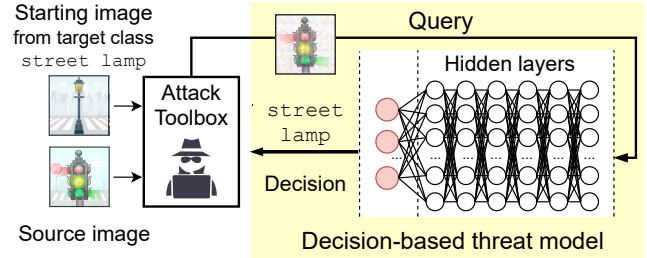 Starting image
from target class
street lamp
Attack
Toolbox
Source image
Query
Hidden layers
street
lamp
Decision
...
... ... ... ... ...
Decision-based threat model